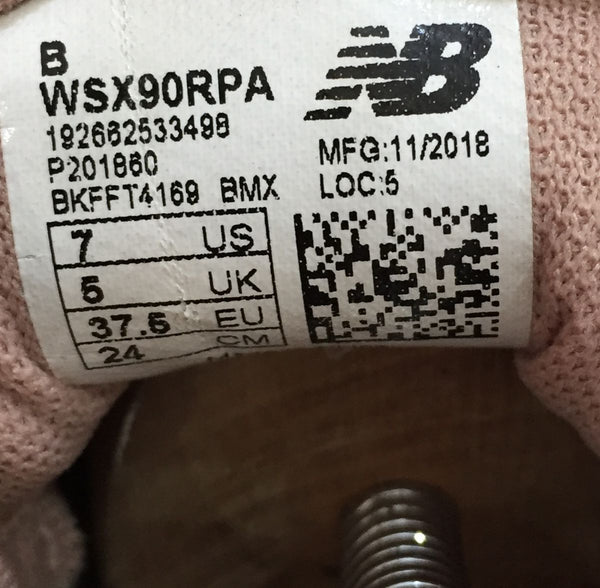 B
WSX90RPA
192662533498
P201860
BKFFT4169 BMX
NB
MFG:11/2018
LOC:5
7 US
5 UK
37.5 EU
24 CM